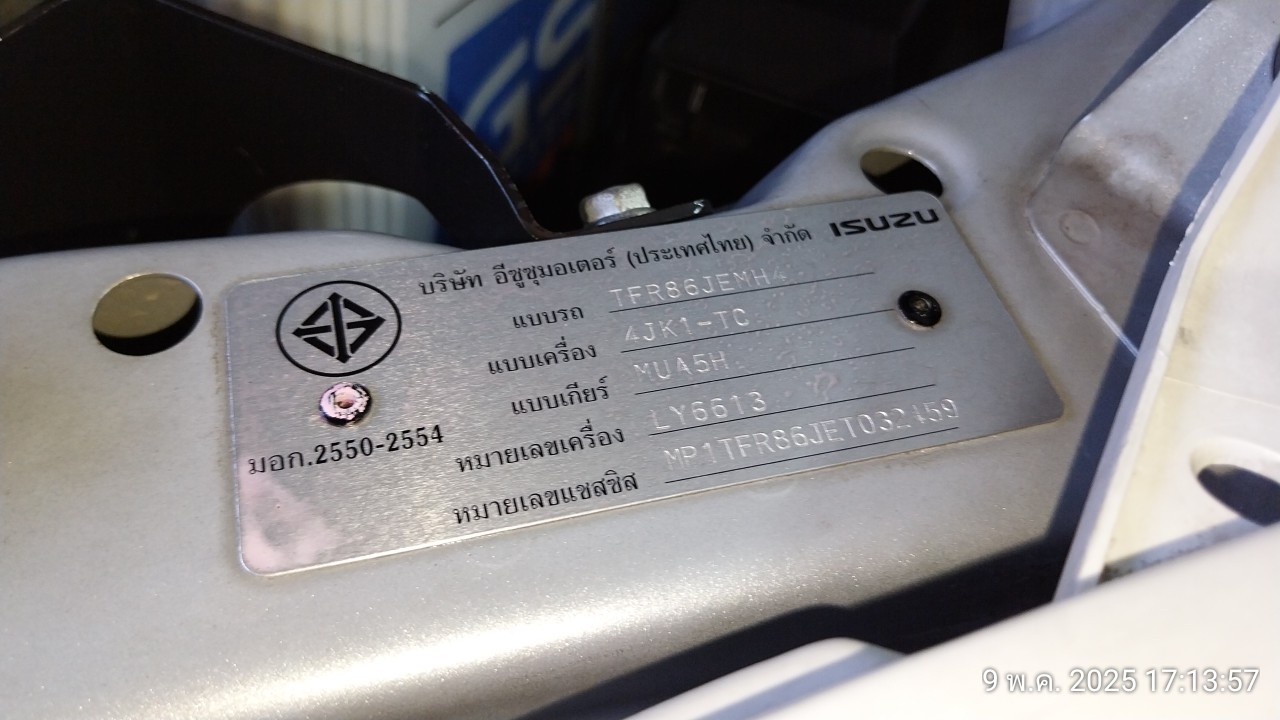 GS
บริษัท อีซูซุมอเตอร์ (ประเทศไทย) จำกัด ISUZU
แบบรถ TFR86JEMH4
แบบเครื่อง 4JK1-TC
แบบเกียร์ MUA5H
หมายเลขเครื่อง LY6613
หมายเลขแชสซิส MP1TFR86JET032459
มอก.2550-2554
9 พ.ค. 2025 17:13:57